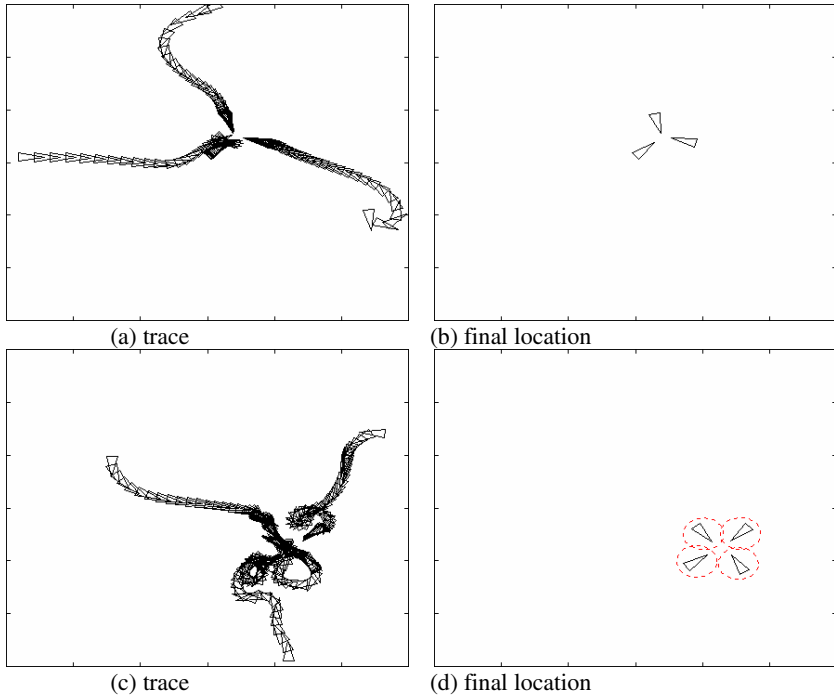 (a) trace
(b) final location
(c) trace
(d) final location